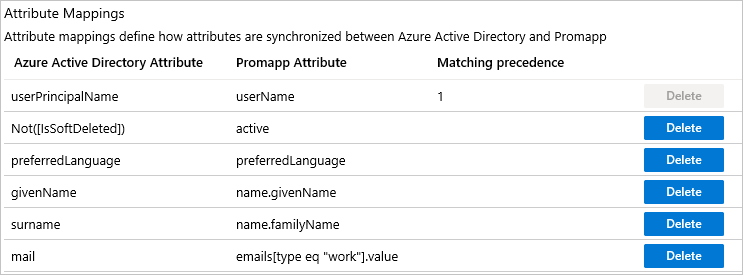 Attribute Mappings
Attribute mappings define how attributes are synchronized between Azure Active Directory and Promapp
Azure Active Directory Attribute Promapp Attribute Matching precedence
userPrincipalName userName 1 Delete
Not([IsSoftDeleted]) active Delete
preferredLanguage preferredLanguage Delete
givenName name.givenName Delete
surname name.familyName Delete
mail emails[type eq "work"].value Delete